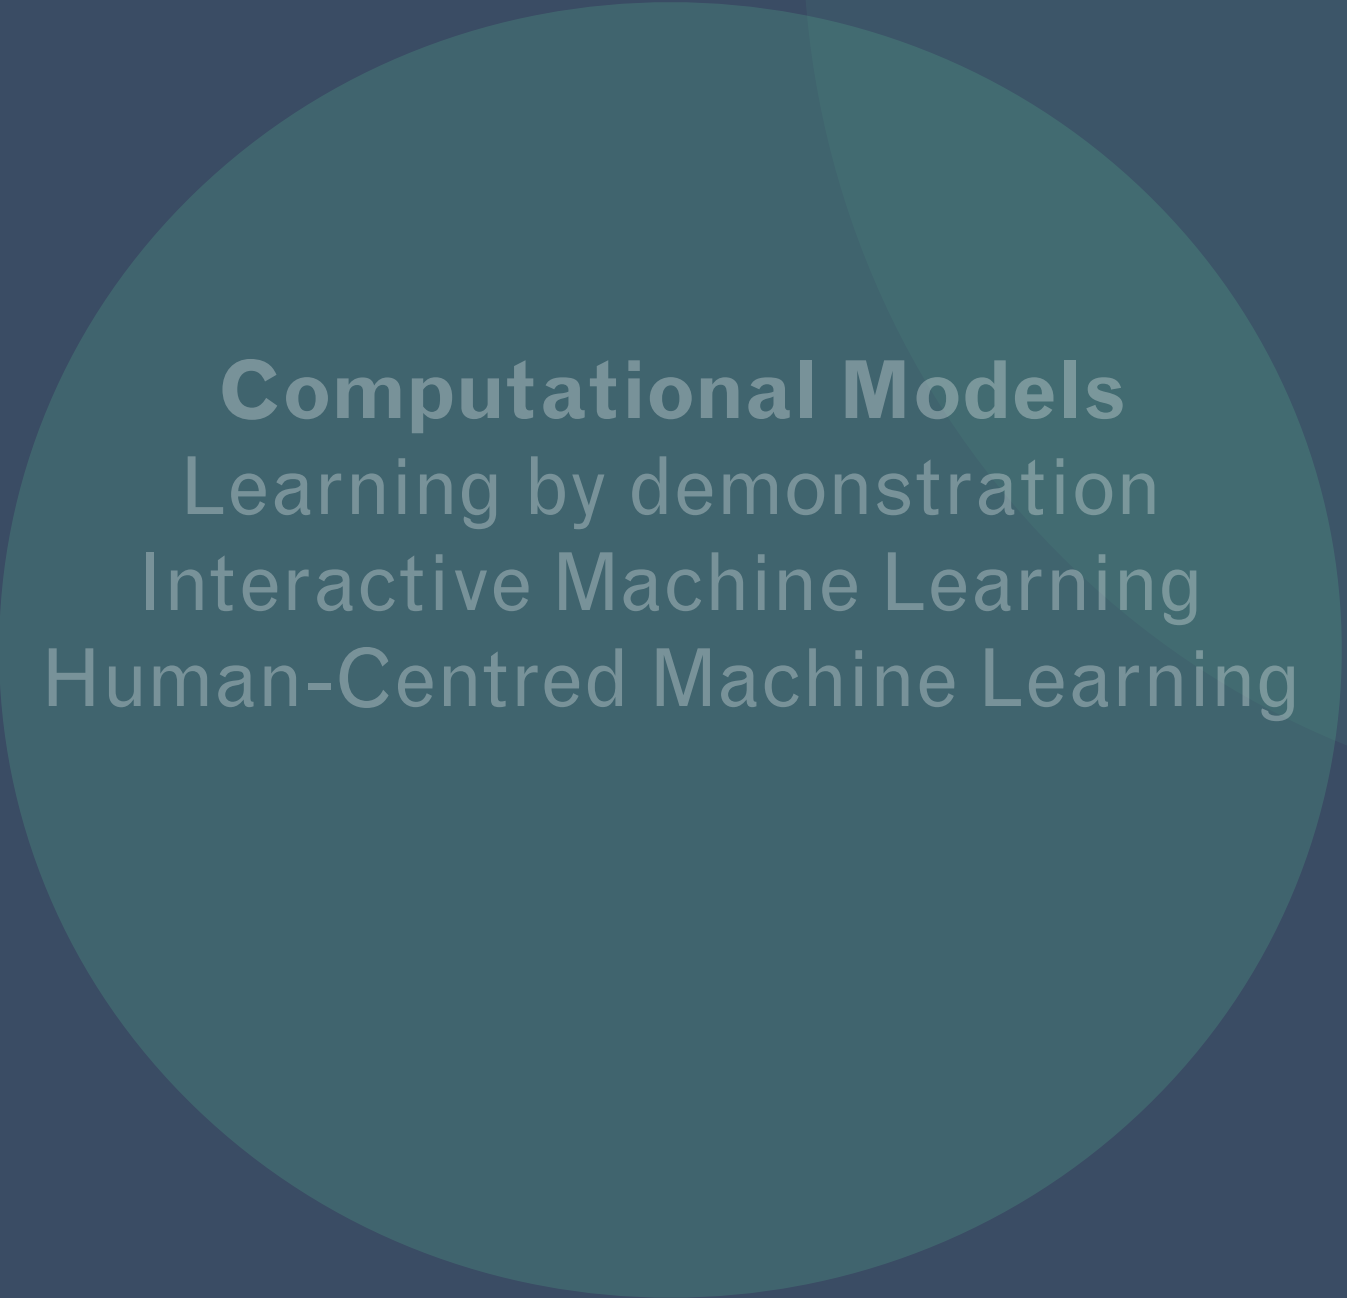 Computational Models
Learning by demonstration
Interactive Machine Learning
Human-Centred Machine Learning